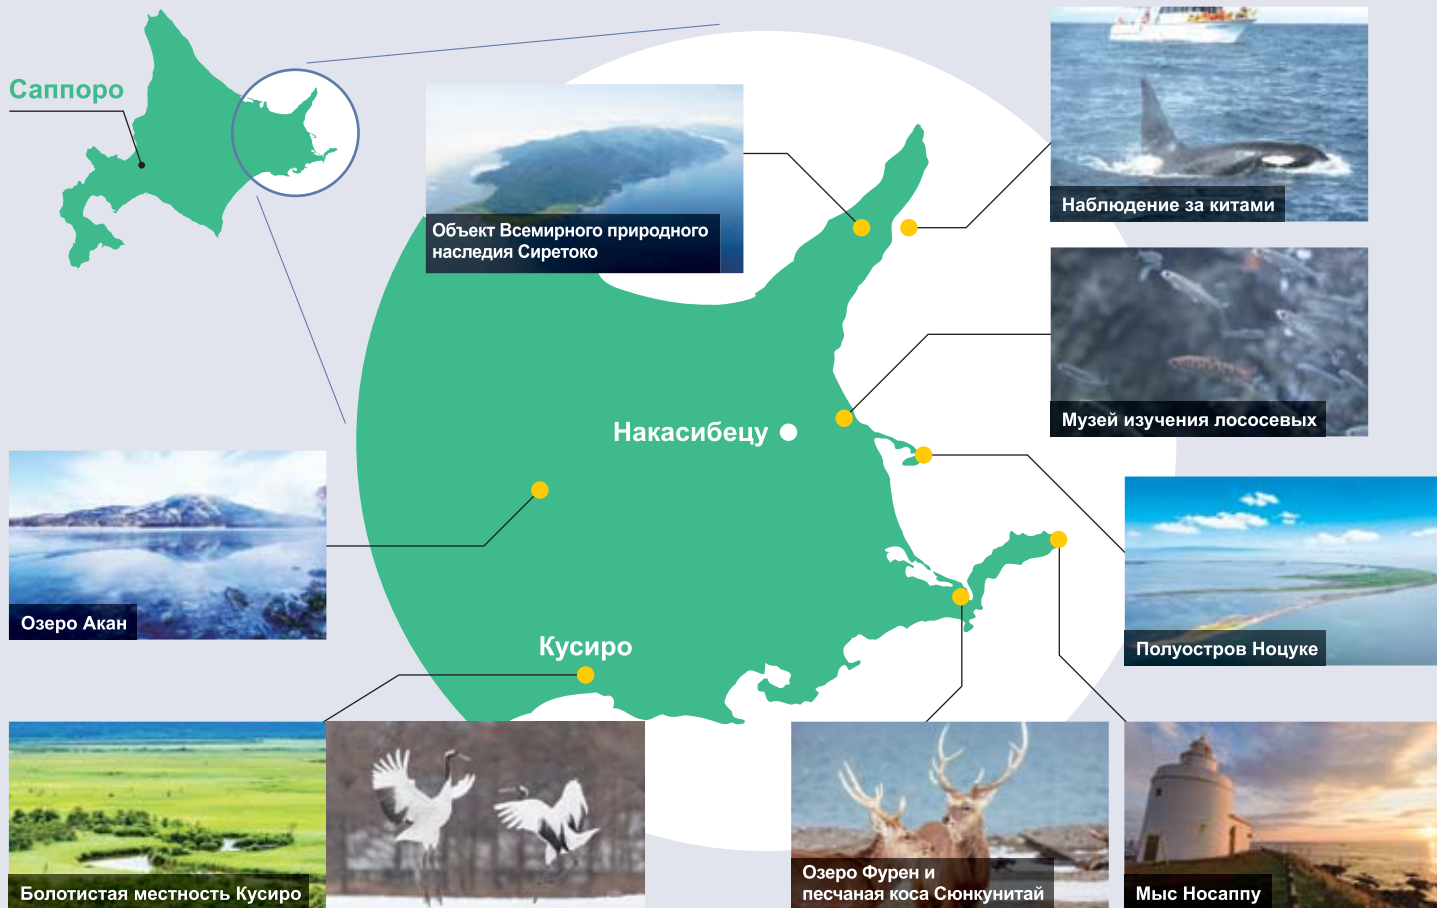 Саппоро
Объект Всемирного природного
наследия Сиретоко
Наблюдение за китами
Музей изучения лососевых
Накасибецу
Озеро Акан
Полуостров Ноцуке
Кусиро
Болотистая местность Кусиро
Озеро Фурен и
песчаная коса Сюнкунитай
Мыс Носаппу